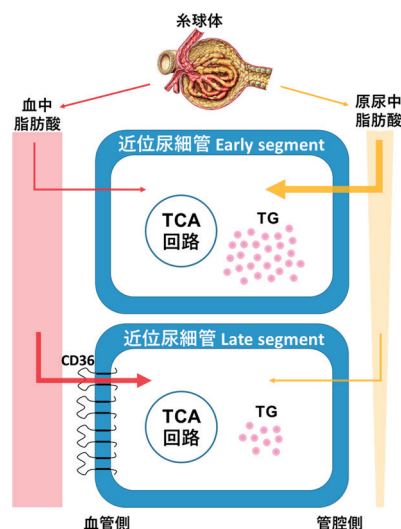 糸球体
血中
脂肪酸
原尿中
脂肪酸
近位尿細管 Early segment
TCA
回路
TG
近位尿細管 Late segment
CD36
TCA
回路
TG
血管側
管腔側